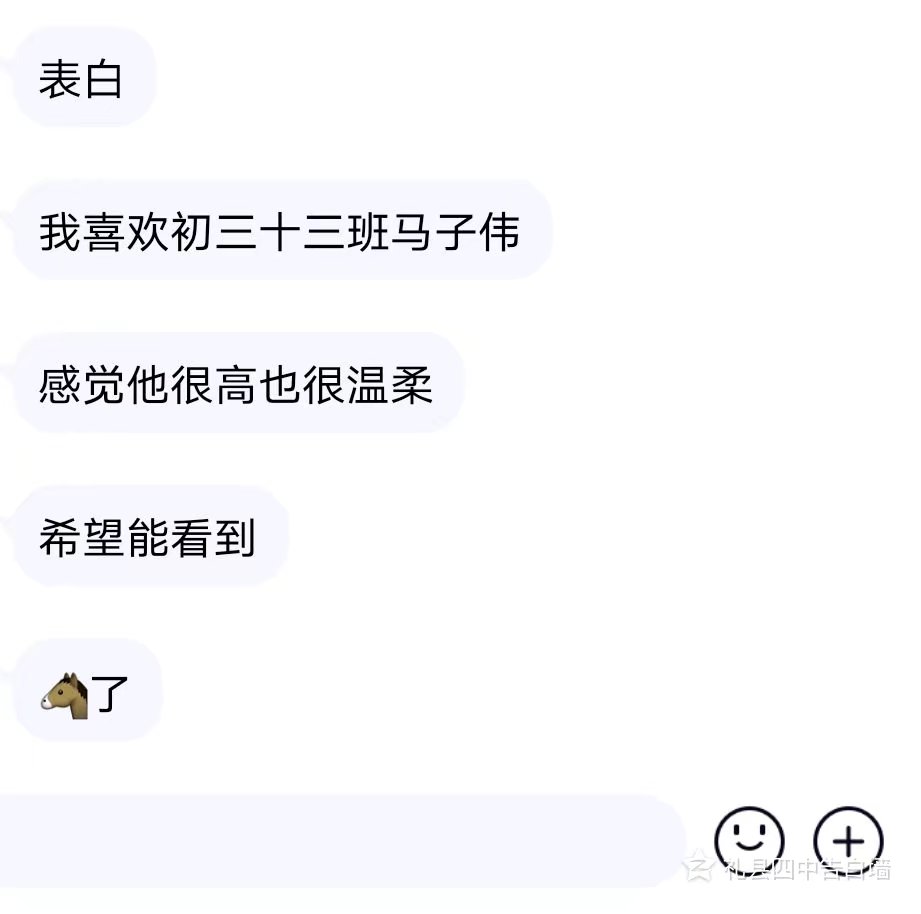 表白
我喜欢初三十三班马子伟
感觉他很高也很温柔
希望能看到
🐴了
礼县四中告白墙